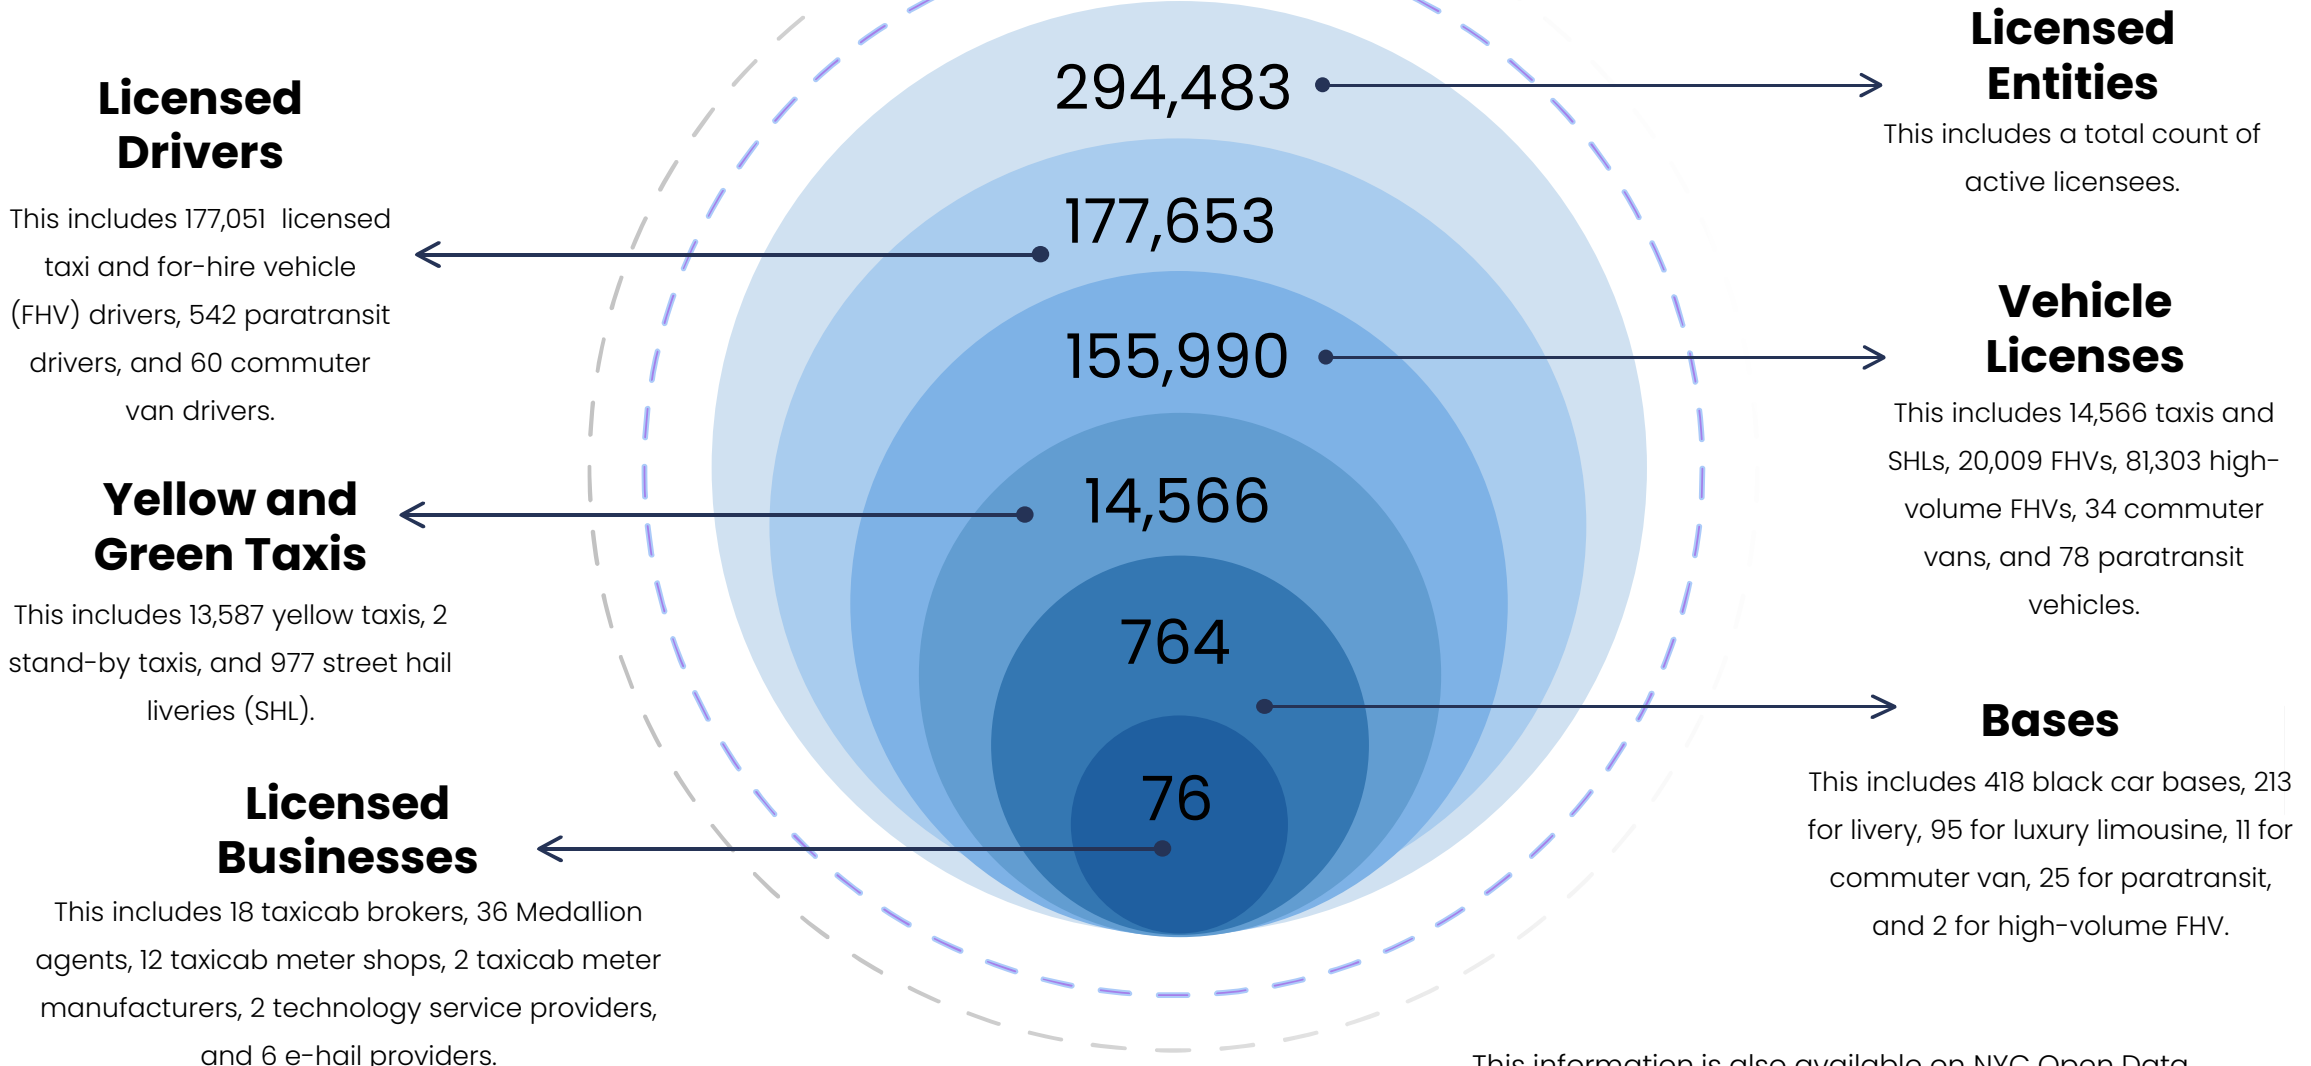 Licensed
Drivers
This includes 177,051 licensed
taxi and for-hire vehicle
(FHV) drivers, 542 paratransit
drivers, and 60 commuter
van drivers.
Yellow and
Green Taxis
This includes 13,587 yellow taxis, 2
stand-by taxis, and 977 street hail
liveries (SHL).
Licensed
Businesses
This includes 18 taxicab brokers, 36 Medallion
agents, 12 taxicab meter shops, 2 taxicab meter
manufacturers, 2 technology service providers,
and 6 e-hail providers.
294,483
177,653
155,990
14,566
764
76
Licensed
Entities
This includes a total count of
active licensees.
Vehicle
Licenses
This includes 14,566 taxis and
SHLs, 20,009 FHVs, 81,303 high-
volume FHVs, 34 commuter
vans, and 78 paratransit
vehicles.
Bases
This includes 418 black car bases, 213
for livery, 95 for luxury limousine, 11 for
commuter van, 25 for paratransit,
and 2 for high-volume FHV.
This information is also available on NYC Open Data